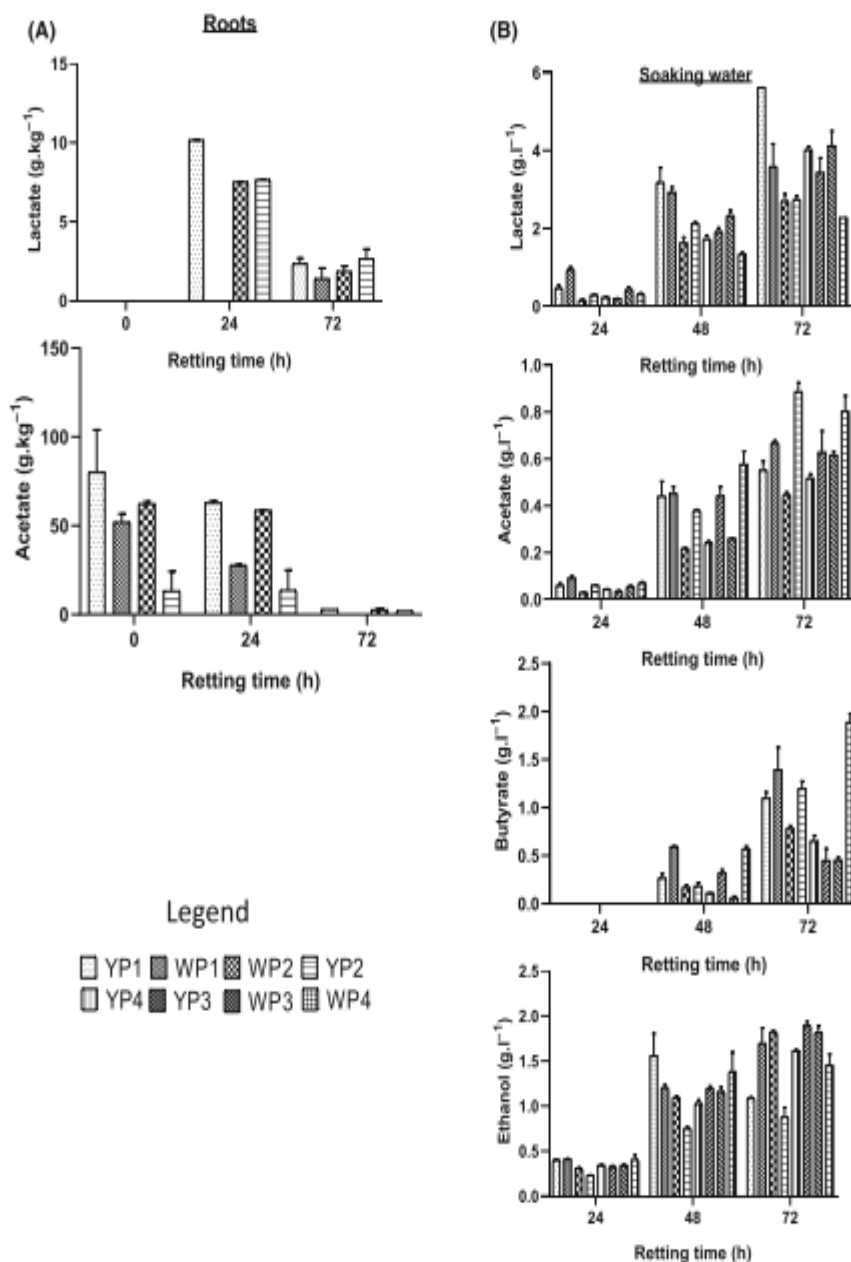 (A)
Roots
15
10
5
0
Lactate (g.kg⁻¹)
0 24 72
Retting time (h)
150
100
50
0
Acetate (g.kg⁻¹)
0 24 72
Retting time (h)
Legend
YP1 WP1 WP2 YP2
YP4 YP3 WP3 WP4
(B)
Soaking water
6
4
2
0
Lactate (g.l⁻¹)
24 48 72
Retting time (h)
1.0
0.8
0.6
0.4
0.2
0.0
Acetate (g.l⁻¹)
24 48 72
Retting time (h)
2.5
2.0
1.5
1.0
0.5
0.0
Butyrate (g.l⁻¹)
24 48 72
Retting time (h)
2.5
2.0
1.5
1.0
0.5
0.0
Ethanol (g.l⁻¹)
24 48 72
Retting time (h)